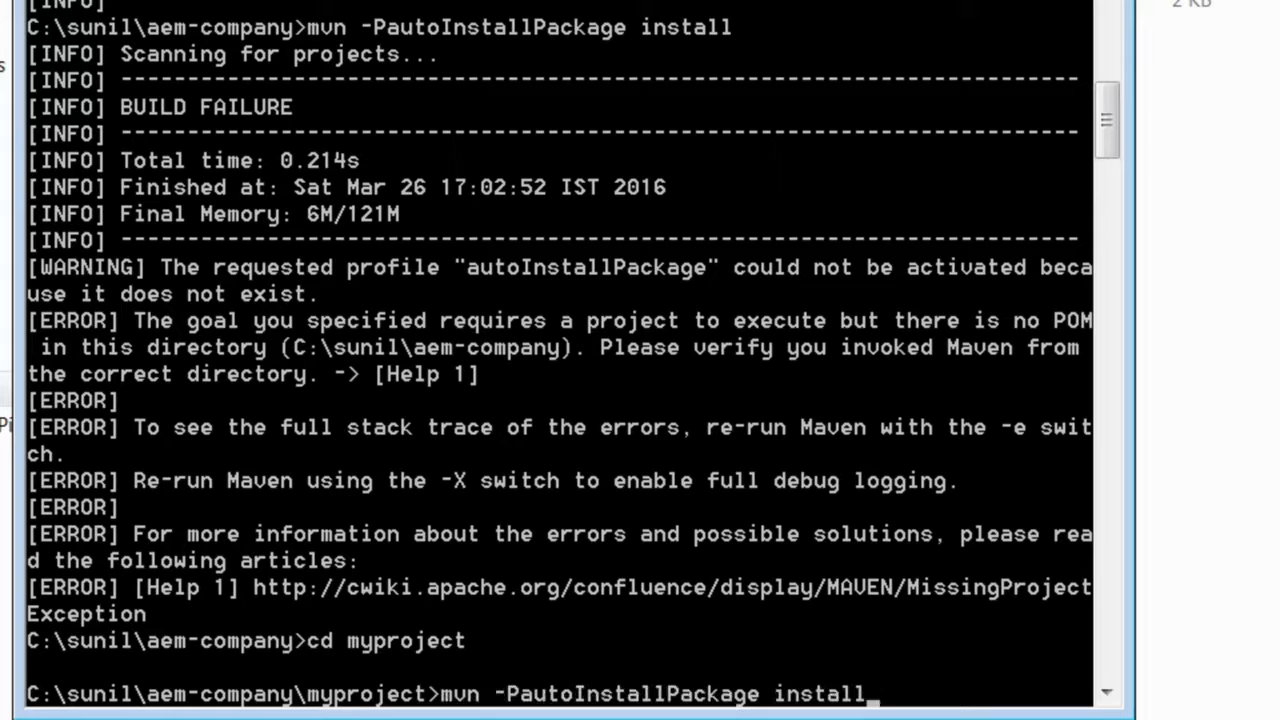 [INFO]
C:\sunil\aem-company>mvn -PautoInstallPackage install
[INFO] Scanning for projects...
[INFO] ------------------------------------------------------------------------
[INFO] BUILD FAILURE
[INFO] ------------------------------------------------------------------------
[INFO] Total time: 0.214s
[INFO] Finished at: Sat Mar 26 17:02:52 IST 2016
[INFO] Final Memory: 6M/121M
[INFO] ------------------------------------------------------------------------
[WARNING] The requested profile "autoInstallPackage" could not be activated beca
use it does not exist.
[ERROR] The goal you specified requires a project to execute but there is no POM
in this directory (C:\sunil\aem-company). Please verify you invoked Maven from
the correct directory. -> [Help 1]
[ERROR]
[ERROR] To see the full stack trace of the errors, re-run Maven with the -e swit
ch.
[ERROR] Re-run Maven using the -X switch to enable full debug logging.
[ERROR]
[ERROR] For more information about the errors and possible solutions, please rea
d the following articles:
[ERROR] [Help 1] http://cwiki.apache.org/confluence/display/MAVEN/MissingProject
Exception
C:\sunil\aem-company>cd myproject
C:\sunil\aem-company\myproject>mvn -PautoInstallPackage install_
2 KB
s
Pi